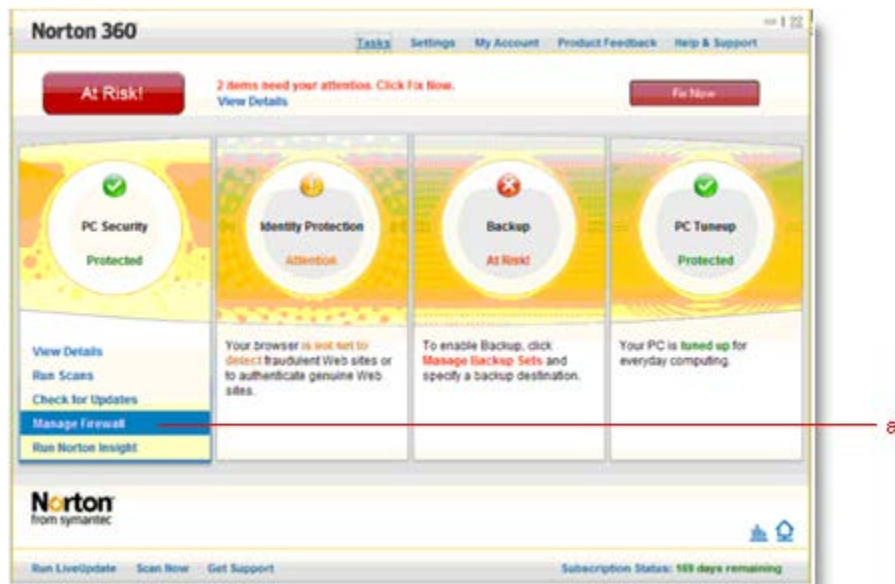 Norton 360
Tasks Settings My Account Product Feedback Help & Support
At Risk!
2 items need your attention. Click Fix Now.
View Details
Fix Now
PC Security
Protected
Identity Protection
Attention
Backup
At Risk!
PC Tuneup
Protected
View Details
Run Scans
Check for Updates
Manage Firewall
Run Norton Insight
Your browser is not set to
detect fraudulent Web sites or
to authenticate genuine Web
sites.
To enable Backup, click
Manage Backup Sets and
specify a backup destination.
Your PC is tuned up for
everyday computing.
a
Norton
from symantec
Run LiveUpdate Scan Now Get Support
Subscription Status: 169 days remaining